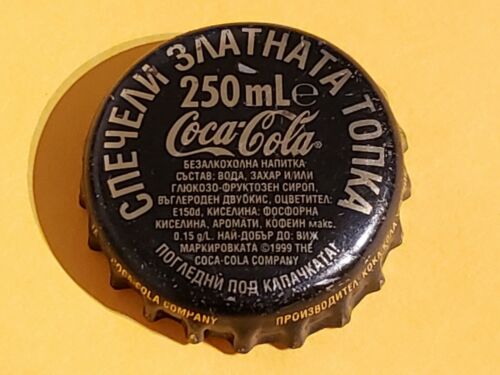 СПЕЧЕЛИ ЗЛАТНАТА ТОПКА
250 mL e
Coca-Cola®
БЕЗАЛКОХОЛНА НАПИТКА
СЪСТАВ: ВОДА, ЗАХАР И/ИЛИ
ГЛЮКОЗО-ФРУКТОЗЕН СИРОП,
ВЪГЛЕРОДЕН ДВУОКИС, ОЦВЕТИТЕЛ:
E150d, КИСЕЛИНА: ФОСФОРНА
КИСЕЛИНА, АРОМАТИ, КОФЕИН макс.
0.15 g/L. НАЙ-ДОБЪР ДО: ВИЖ
МАРКИРОВКАТА ©1999 THE
COCA-COLA COMPANY
ПОГЛЕДНИ ПОД КАПАЧКАТА!
COCA-COLA COMPANY
ПРОИЗВОДИТЕЛ: КОКА КОЛА